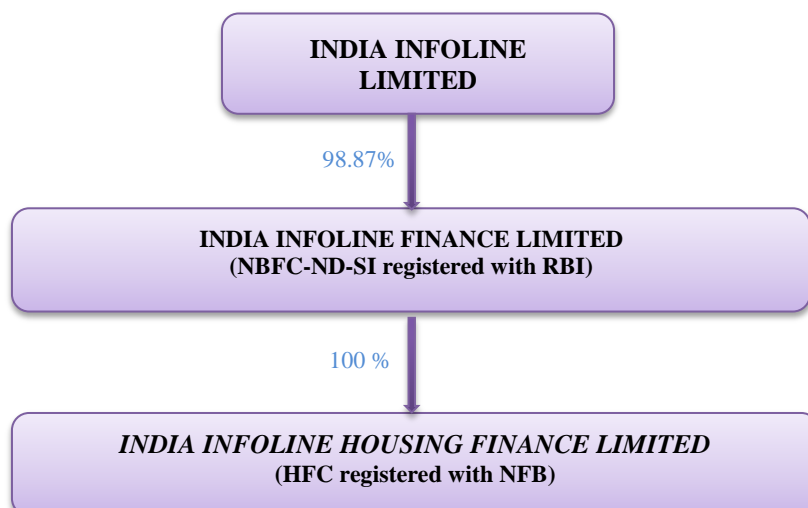 INDIA INFOLINE
LIMITED
98.87%
INDIA INFOLINE FINANCE LIMITED
(NBFC-ND-SI registered with RBI)
100 %
INDIA INFOLINE HOUSING FINANCE LIMITED
(HFC registered with NFB)